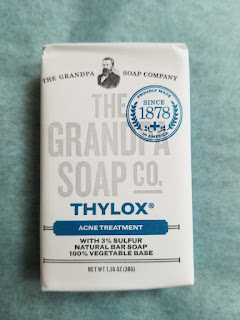 THE GRANDPA SOAP COMPANY
PROUDLY MADE
SINCE
1878
IN AMERICA
THE
GRANDPA
SOAP CO.
THYLOX®
ACNE TREATMENT
WITH 3% SULFUR
NATURAL BAR SOAP
100% VEGETABLE BASE
NET WT 1.35 OZ (38G)